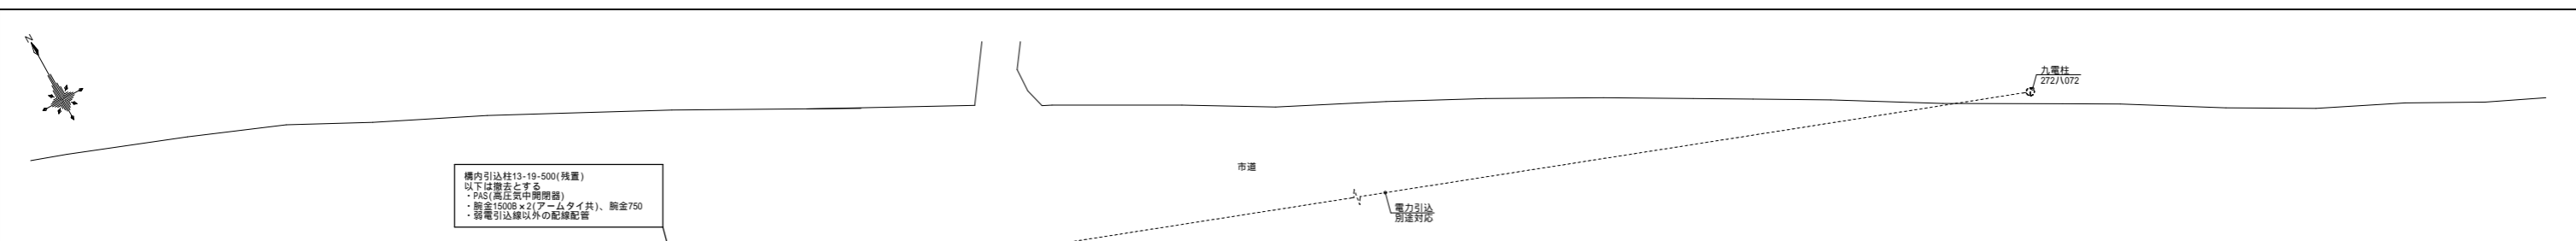 N
九電柱
272ハ072
市道
構内引込柱13-19-500(残置)
以下は撤去とする
・PAS(高圧気中開閉器)
・腕金1500B×2(アームタイ共)、腕金750
・弱電引込線以外の配線配管
電力引込
別途対応